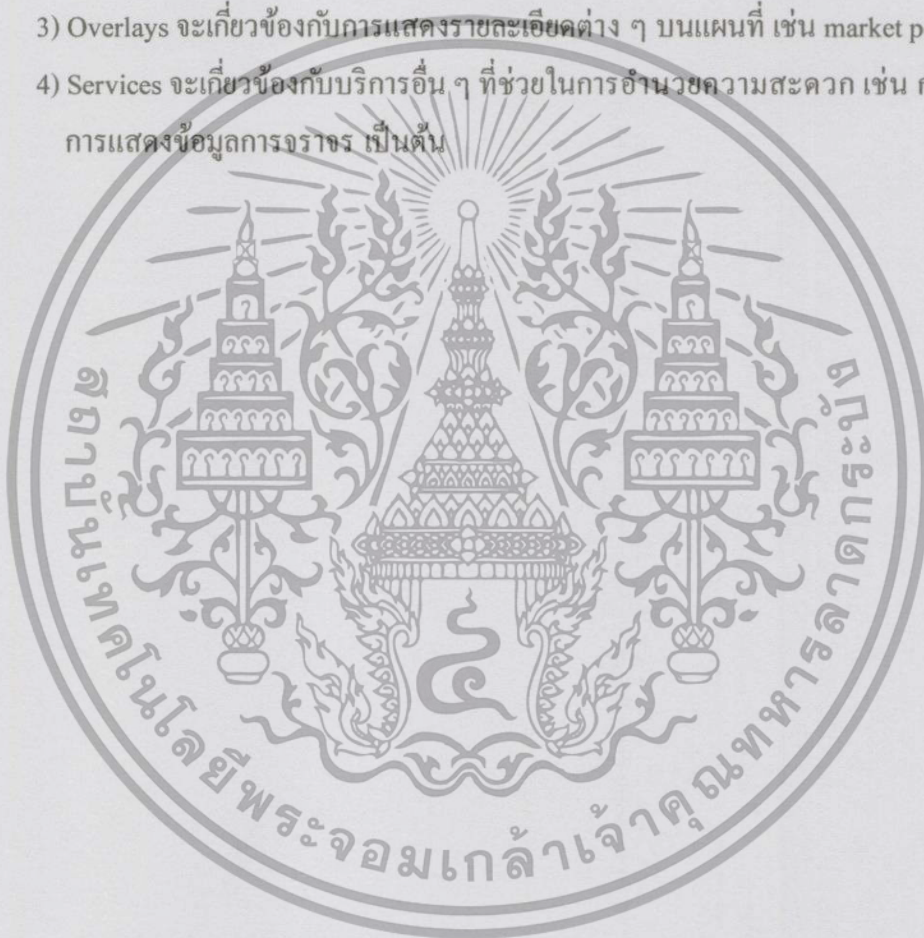 3) Overlays จะเกี่ยวข้องกับการแสดงรายละเอียดต่าง ๆ บนแผนที่ เช่น market p
4) Services จะเกี่ยวข้องกับบริการอื่น ๆ ที่ช่วยในการอำนวยความสะดวก เช่น ก
การแสดงข้อมูลการจราจร เป็นต้น
สถาบันเทคโนโลยีพระจอมเกล้าเจ้าคุณทหารลาดกระบัง
๔